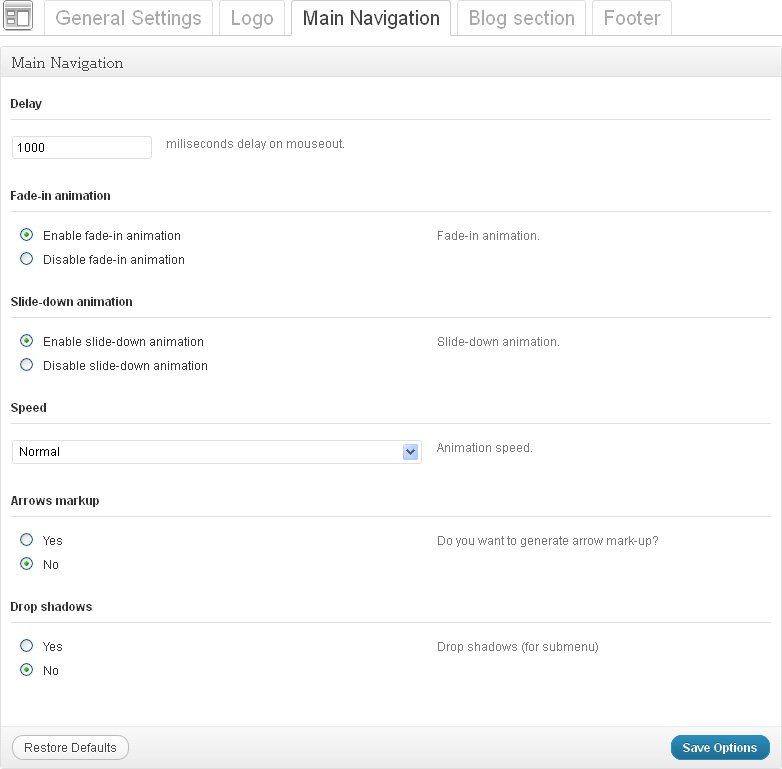 General Settings Logo Main Navigation Blog section Footer
Main Navigation
Delay
1000 miliseconds delay on mouseout.
Fade-in animation
Enable fade-in animation Fade-in animation.
Disable fade-in animation
Slide-down animation
Enable slide-down animation Slide-down animation.
Disable slide-down animation
Speed
Normal Animation speed.
Arrows markup
Yes Do you want to generate arrow mark-up?
No
Drop shadows
Yes Drop shadows (for submenu)
No
Restore Defaults Save Options